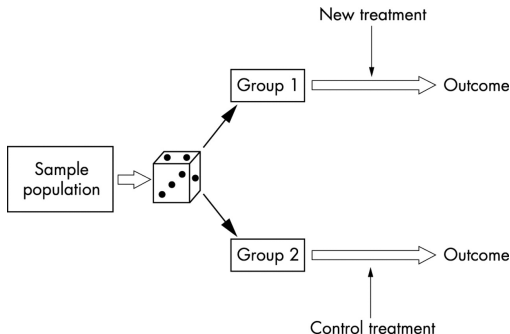 New treatment
Group 1
Outcome
Sample
population
Group 2
Outcome
Control treatment